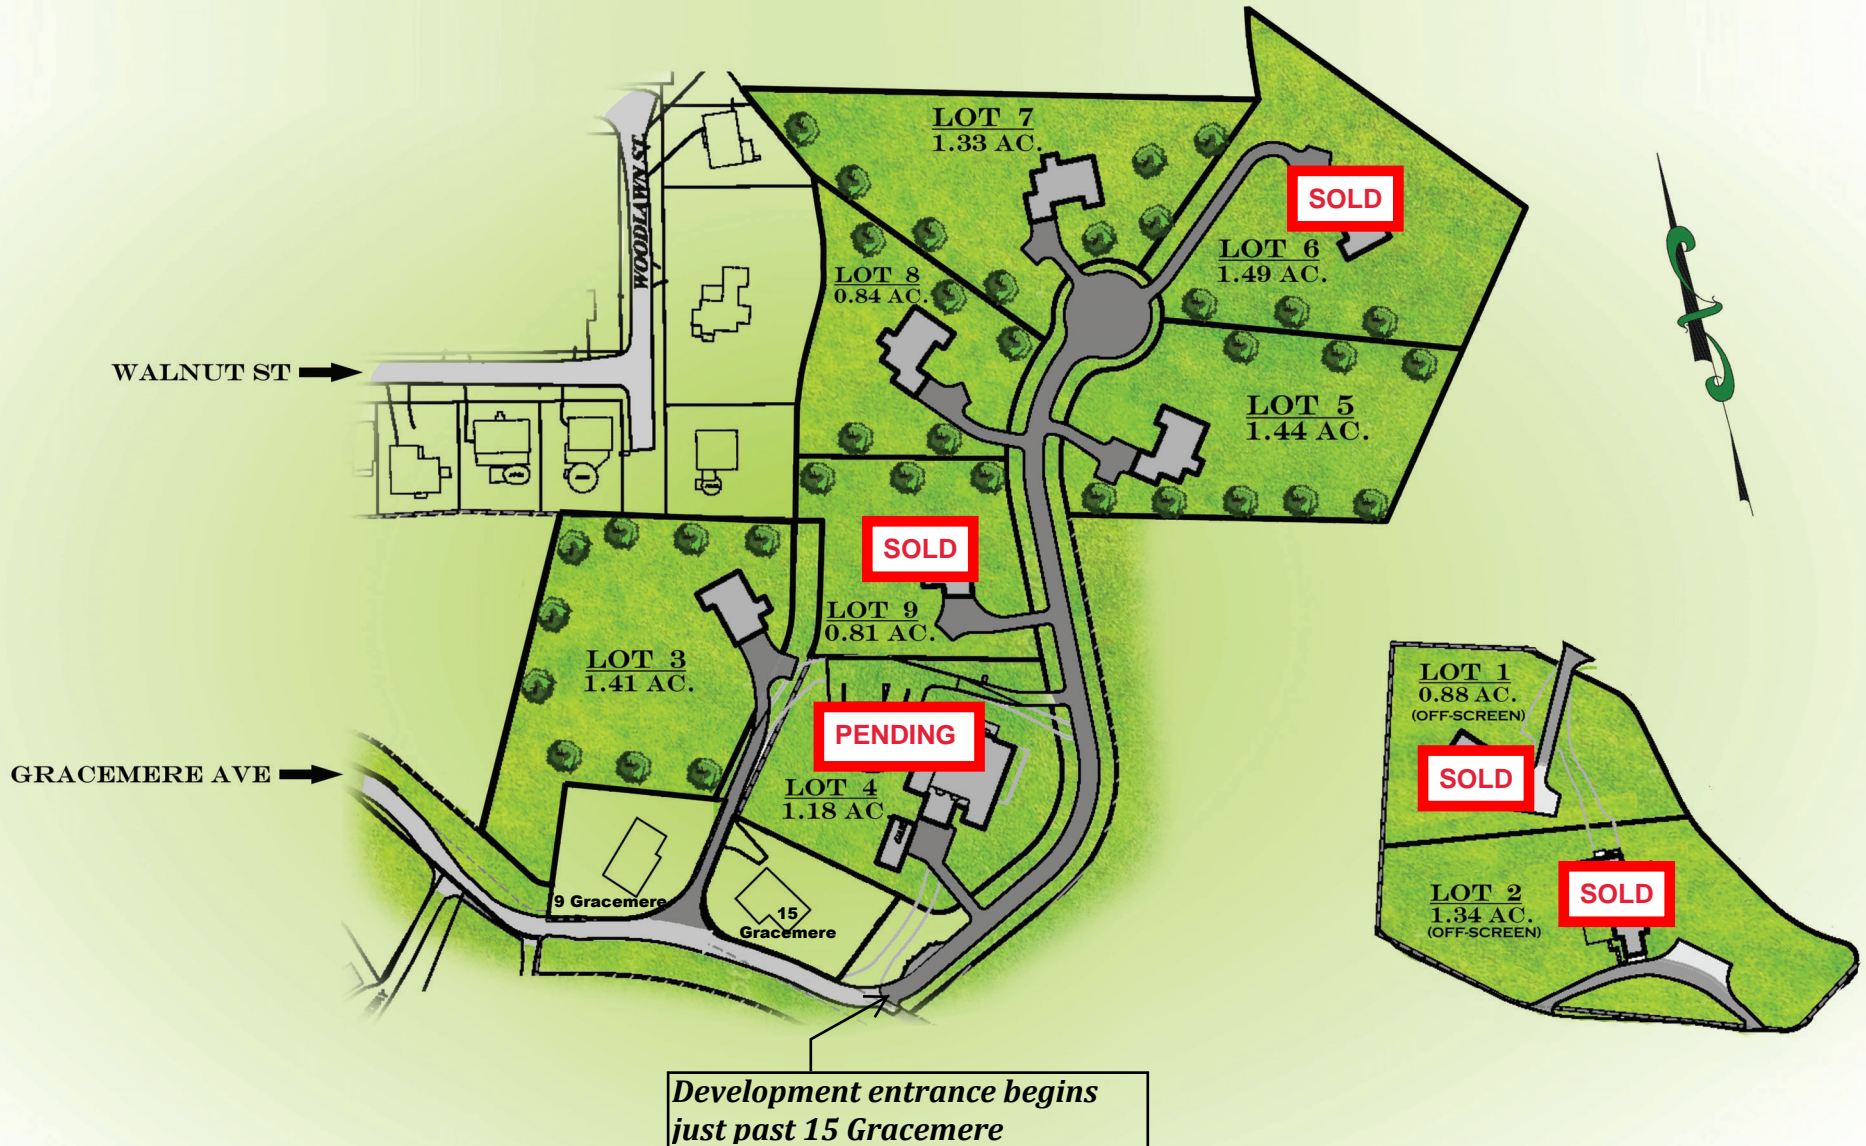 LOT 7
1.33 AC.
WOODLAWN ST.
SOLD
LOT 6
1.49 AC.
LOT 8
0.84 AC.
WALNUT ST
LOT 5
1.44 AC.
SOLD
LOT 9
0.81 AC.
LOT 3
1.41 AC.
LOT 1
0.88 AC.
(OFF-SCREEN)
SOLD
PENDING
GRACEMERE AVE
LOT 4
1.18 AC
LOT 2
1.34 AC.
(OFF-SCREEN)
SOLD
9 Gracemere
15
Gracemere
Development entrance begins
just past 15 Gracemere